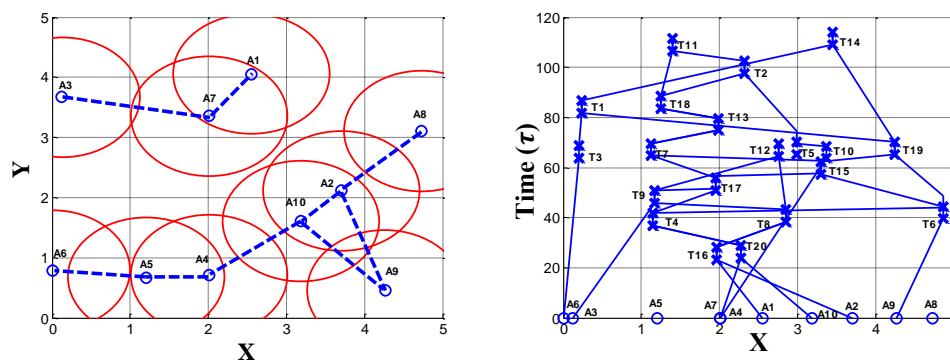 5
4
3
2
1
0
0 1 2 3 4 5
Y
X
A1
A3
A7
A8
A2
A10
A6
A5
A4
A9
120
100
80
60
40
20
0
0 1 2 3 4
Time (τ)
X
T11
T14
T2
T1
T18
T13
T12
T5
T10
T19
T3
T7
T15
T9
T17
T4
T8
T6
T20
T16
A6
A3
A5
A7
A4
A1
A10
A2
A9
A8